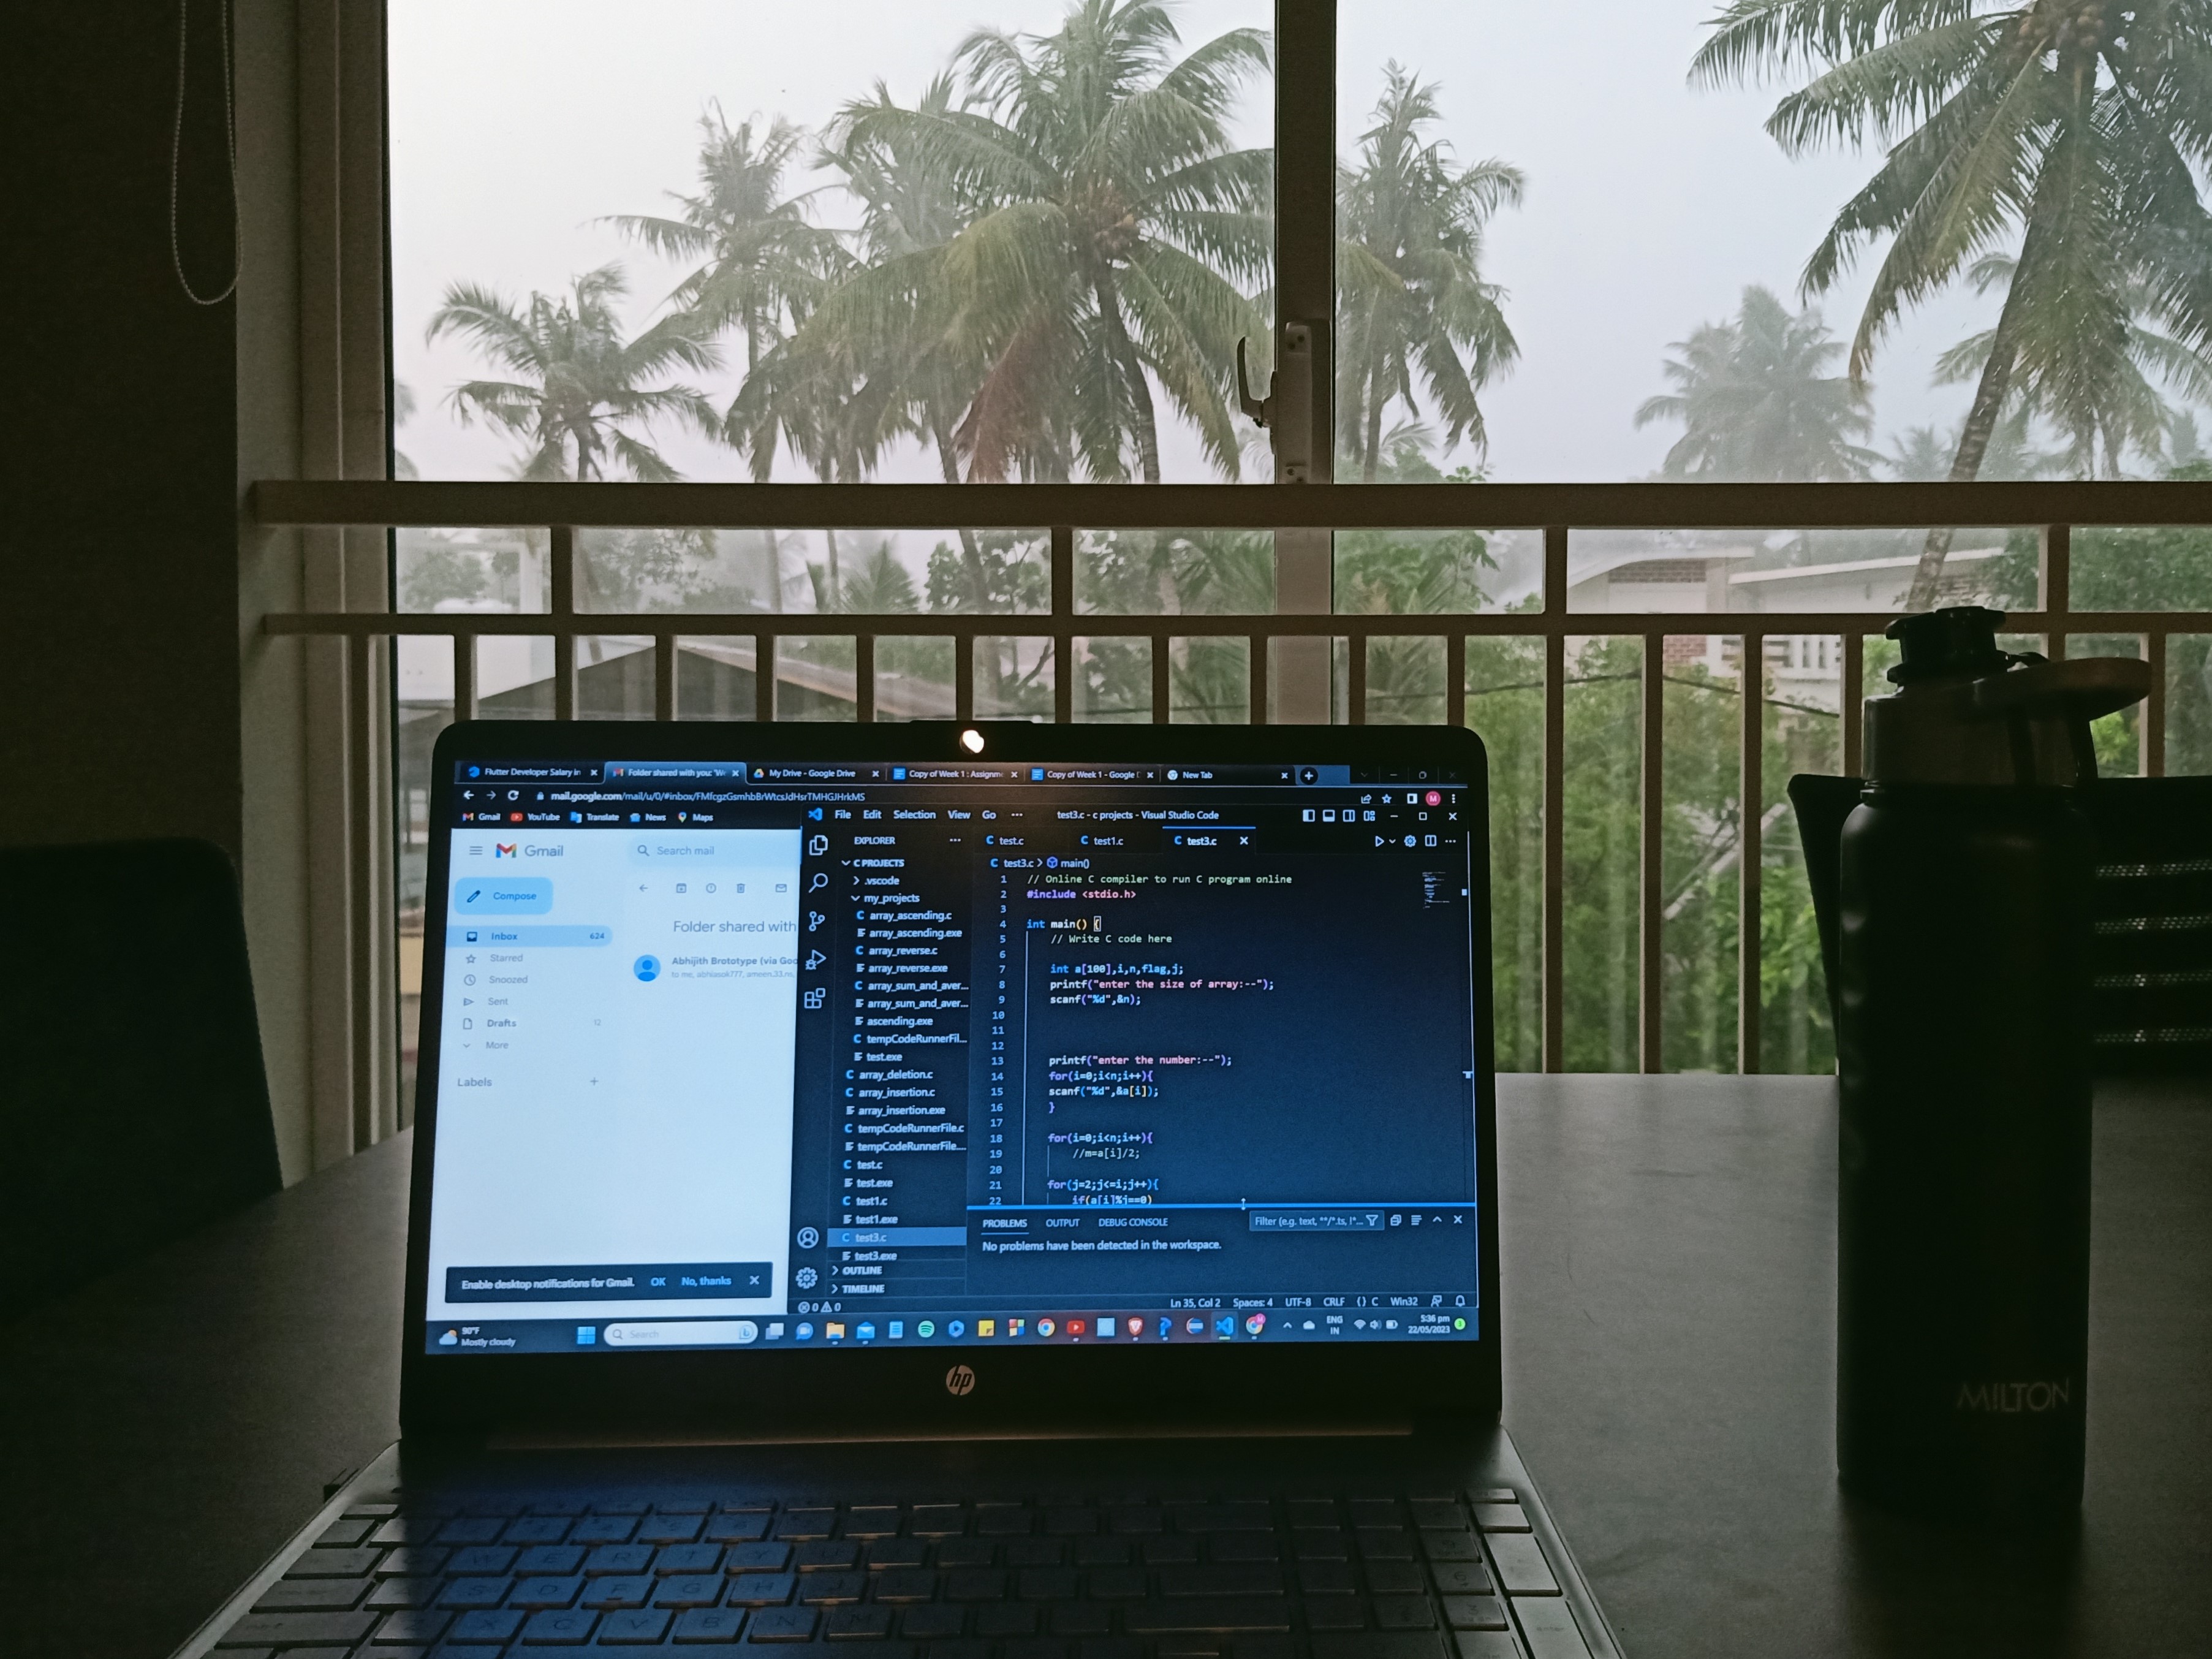 Flutter Developer Salary in
Folder shared with you: "We
My Drive - Google Drive
Copy of Week 1 : Assignm
Copy of Week 1 - Google D
New Tab
mail.google.com/mail/u/0/#inbox/FMfcgzGsmhbBrWtcsJdHsrTMHGJHrkMS
Gmail YouTube Translate News Maps
Gmail
Search mail
Compose
Inbox 624
Starred
Snoozed
Sent
Drafts 12
More
Labels
Folder shared with
Abhijith Brototype (via Goo
to me, abhiasok777, ameen.33.ns,
Enable desktop notifications for Gmail. OK No, thanks
File Edit Selection View Go ···
test3.c - c projects - Visual Studio Code
EXPLORER ···
C PROJECTS
.vscode
my_projects
C array_ascending.c
array_ascending.exe
C array_reverse.c
array_reverse.exe
C array_sum_and_aver...
array_sum_and_aver...
ascending.exe
C tempCodeRunnerFil...
test.exe
C array_deletion.c
C array_insertion.c
array_insertion.exe
C tempCodeRunnerFile.c
tempCodeRunnerFile....
C test.c
test.exe
C test1.c
test1.exe
C test3.c
test3.exe
OUTLINE
TIMELINE
C test.c
C test1.c
C test3.c
C test3.c > main()
1 // Online C compiler to run C program online
2 #include <stdio.h>
3
4 int main() {
5 // Write C code here
6
7 int a[100],i,n,flag,j;
8 printf("enter the size of array:--");
9 scanf("%d",&n);
10
11
12
13 printf("enter the number:--");
14 for(i=0;i<n;i++){
15 scanf("%d",&a[i]);
16 }
17
18 for(i=0;i<n;i++){
19 //m=a[i]/2;
20
21 for(j=2;j<=i;j++){
22 if(a[i]%j==0)
PROBLEMS OUTPUT DEBUG CONSOLE
Filter (e.g. text, **/*.ts, !*...
No problems have been detected in the workspace.
0 0
Ln 35, Col 2 Spaces: 4 UTF-8 CRLF {} C Win32
90°F
Mostly cloudy
Search
ENG
IN
5:36 pm
22/05/2023
hp
MILTON